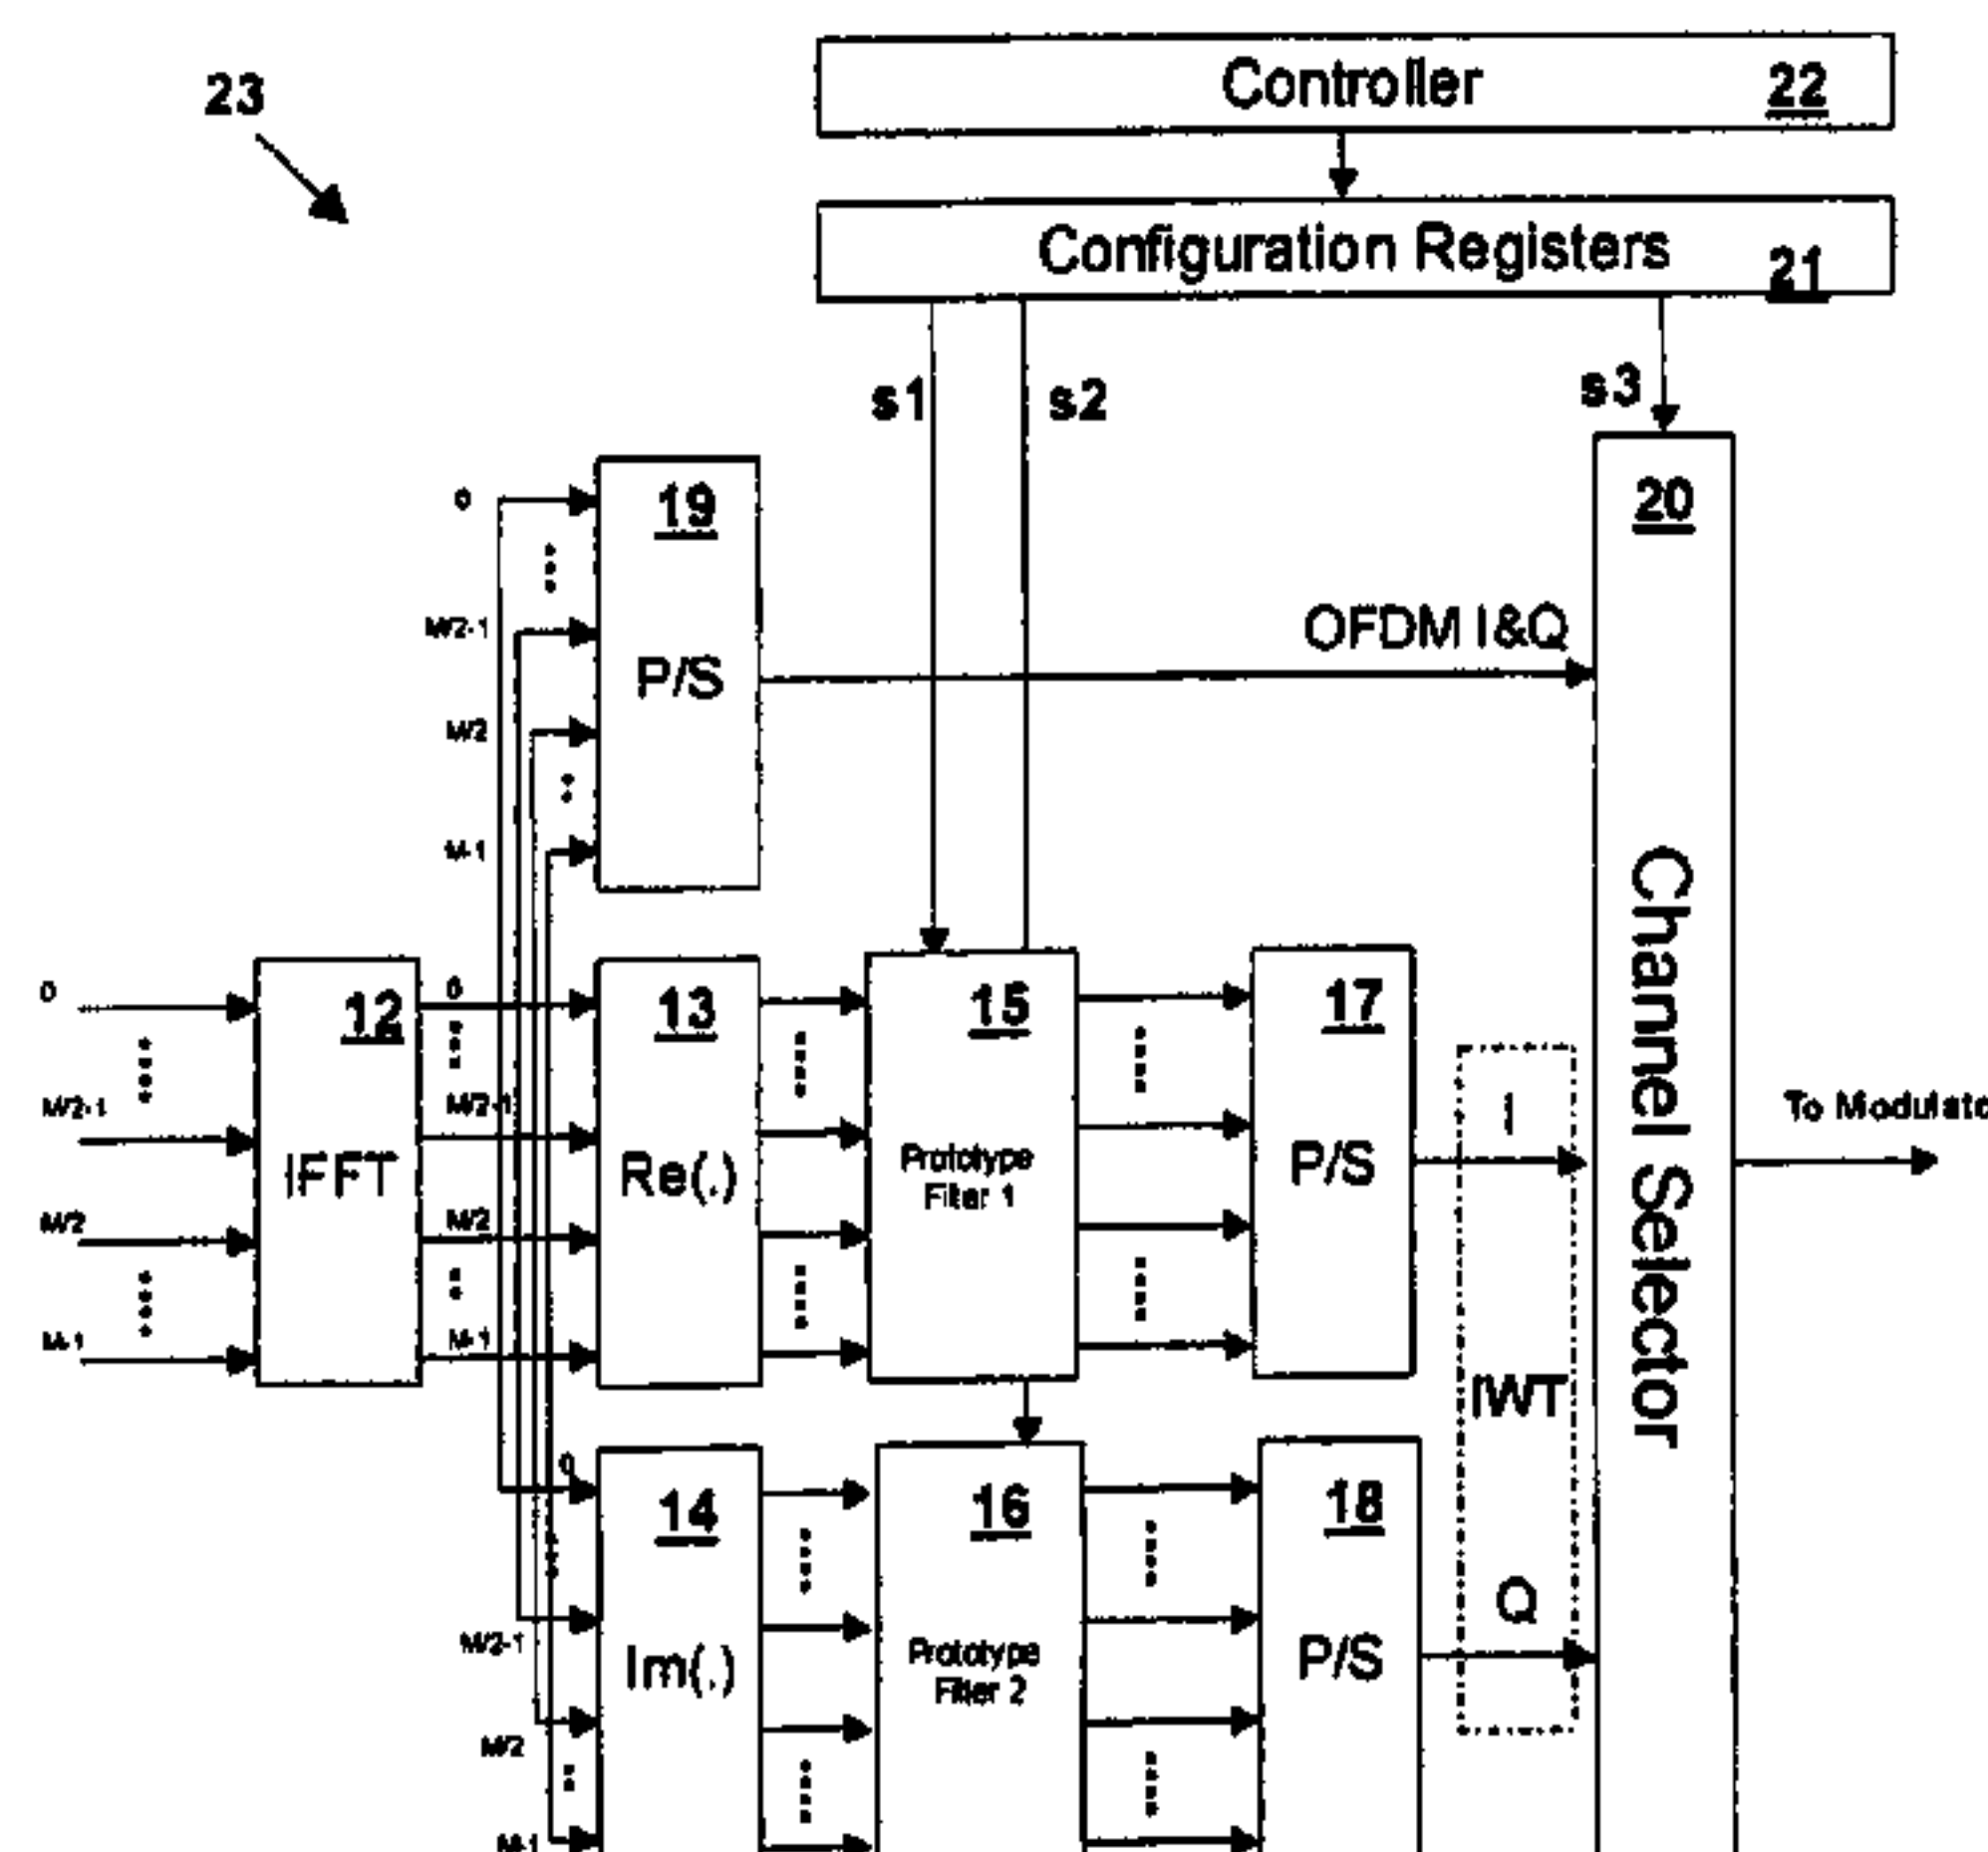 Controller 22
23
Configuration Registers 21
s1
s2
s3
0
19
20
M/2-1
OFDM I&Q
P/S
M/2
M-1
Channel Selector
0
12
0
13
15
17
M/2-1
M/2-1
I
To Modulato
IFFT
Re(.)
Prototype
Filter 1
P/S
M/2
M/2
M-1
M-1
IWT
0
14
16
18
Q
M/2-1
Im(.)
Prototype
Filter 2
P/S
M/2
M-1